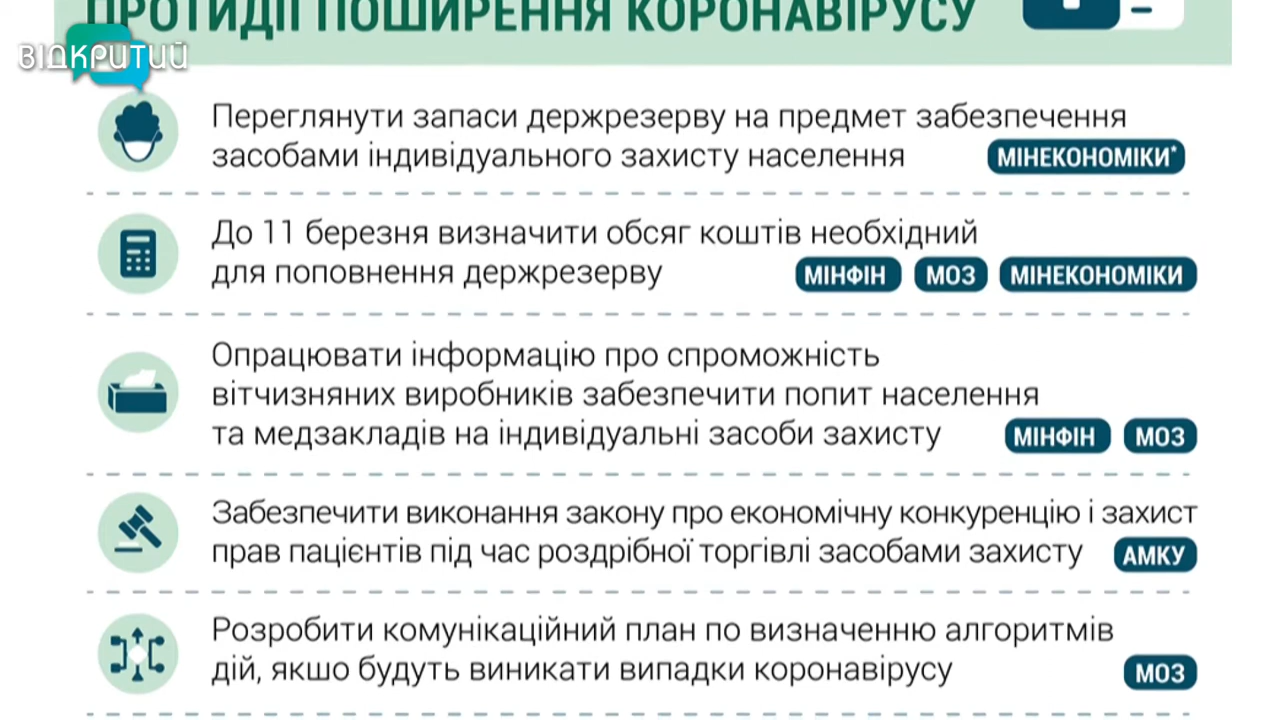 ПРОТИДІЇ ПОШИРЕННЯ КОРОНАВІРУСУ
ВІДКРИТИЙ
Переглянути запаси держрезерву на предмет забезпечення
засобами індивідуального захисту населення МІНЕКОНОМІКИ*
До 11 березня визначити обсяг коштів необхідний
для поповнення держрезерву МІНФІН МОЗ МІНЕКОНОМІКИ
Опрацювати інформацію про спроможність
вітчизняних виробників забезпечити попит населення
та медзакладів на індивідуальні засоби захисту МІНФІН МОЗ
Забезпечити виконання закону про економічну конкуренцію і захист
прав пацієнтів під час роздрібної торгівлі засобами захисту АМКУ
Розробити комунікаційний план по визначенню алгоритмів
дій, якшо будуть виникати випадки коронавірусу МОЗ